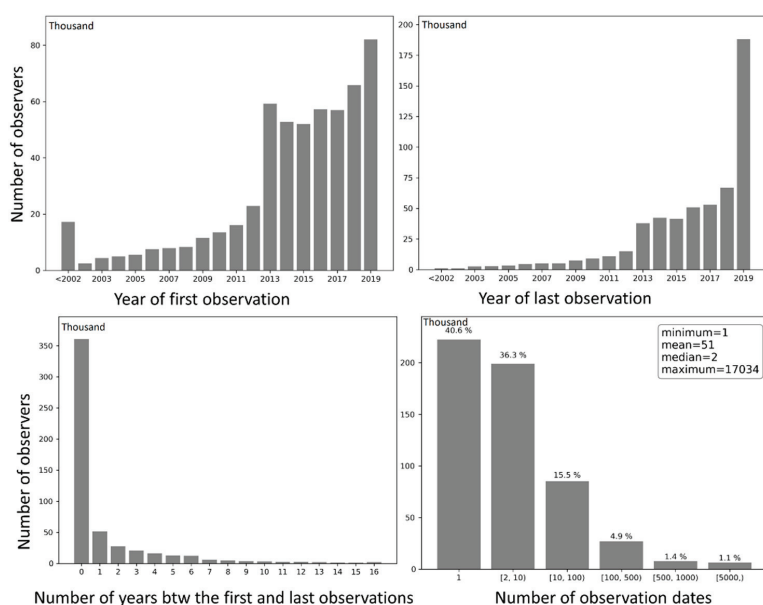 Thousand
80
60
40
20
0
<2002 2003 2005 2007 2009 2011 2013 2015 2017 2019
Year of first observation
Number of observers
Thousand
200
175
150
125
100
75
50
25
0
<2002 2003 2005 2007 2009 2011 2013 2015 2017 2019
Year of last observation
Thousand
350
300
250
200
150
100
50
0
0 1 2 3 4 5 6 7 8 9 10 11 12 13 14 15 16
Number of years btw the first and last observations
Number of observers
Thousand
200
150
100
50
0
40.6 %
36.3 %
15.5 %
4.9 %
1.4 %
1.1 %
minimum=1
mean=51
median=2
maximum=17034
1 [2, 10) [10, 100) [100, 500) [500, 1000) [5000,)
Number of observation dates